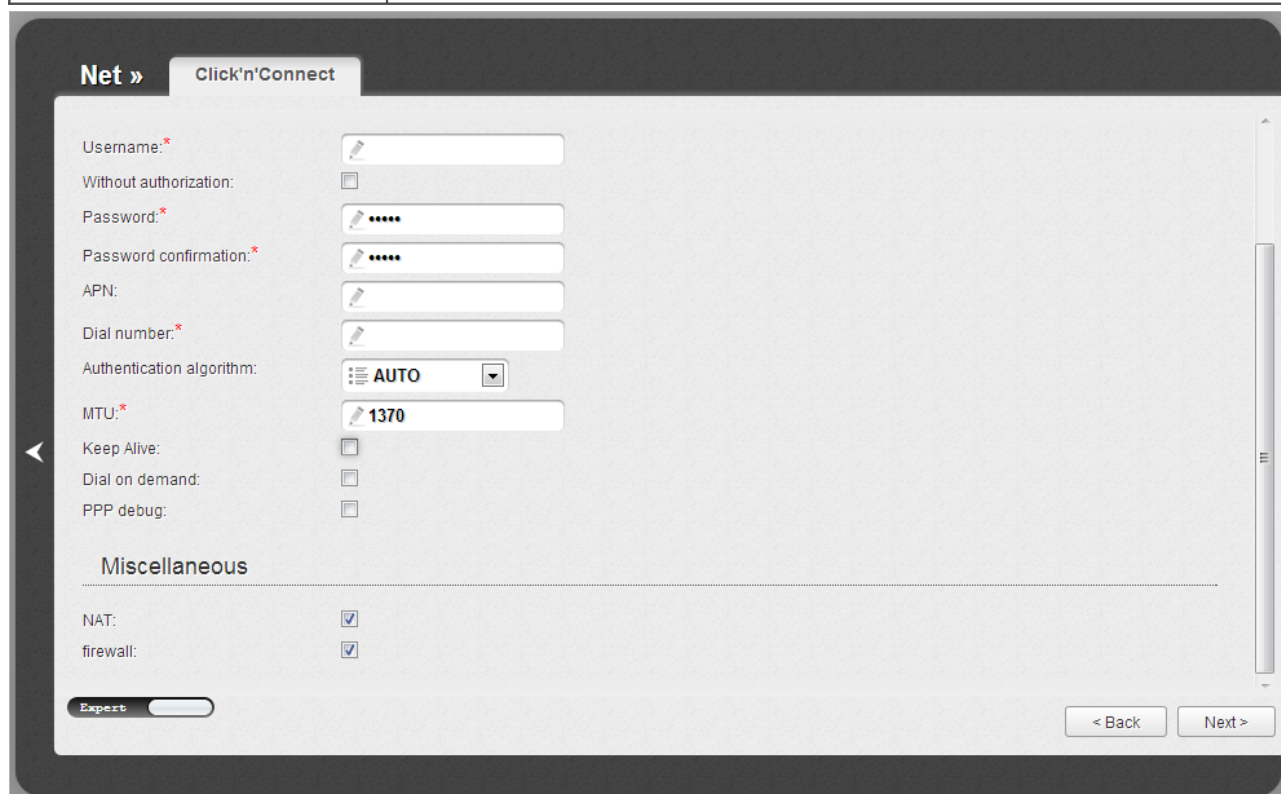 Net » Click'n'Connect
Username:*
Without authorization:
Password:* •••••
Password confirmation:* •••••
APN:
Dial number:*
Authentication algorithm: AUTO
MTU:* 1370
Keep Alive:
Dial on demand:
PPP debug:
Miscellaneous
NAT:
firewall:
Expert
< Back Next >